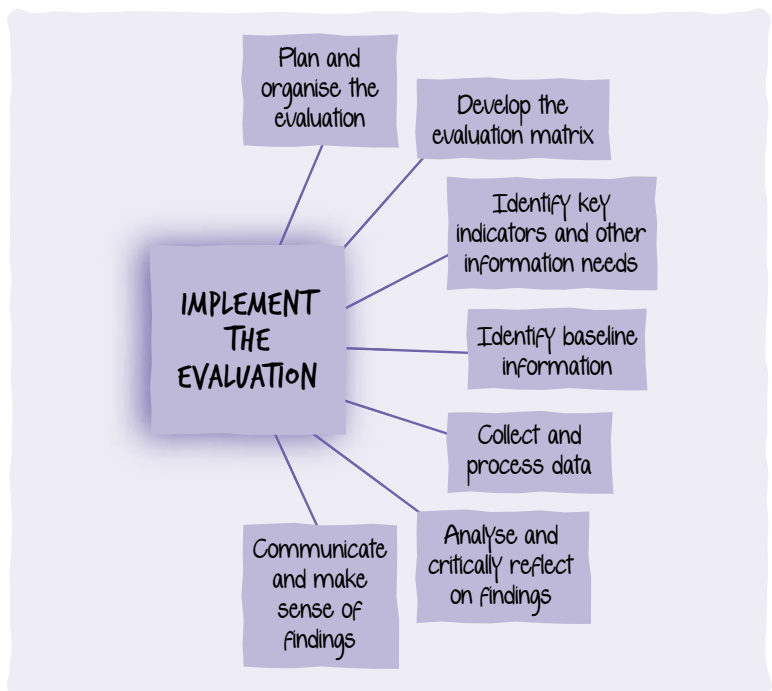 Plan and
organise the
evaluation
Develop the
evaluation matrix
Identify key
indicators and other
information needs
IMPLEMENT
THE
EVALUATION
Identify baseline
information
Collect and
process data
Analyse and
critically reflect
on findings
Communicate
and make
sense of
findings